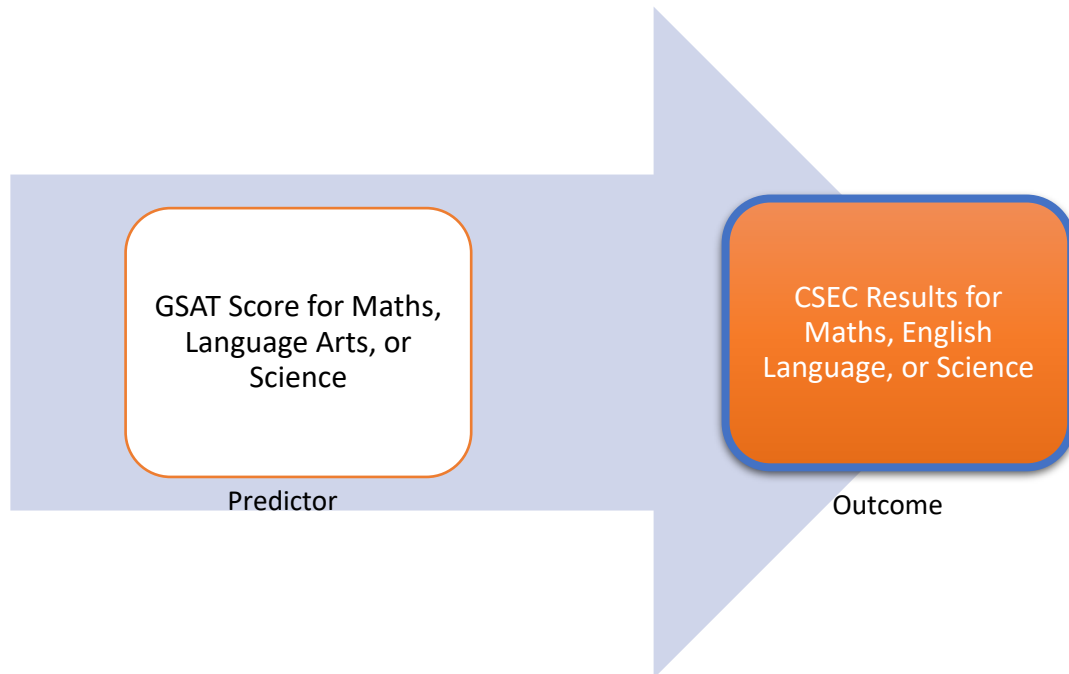 GSAT Score for Maths,
Language Arts, or
Science
Predictor
CSEC Results for
Maths, English
Language, or Science
Outcome